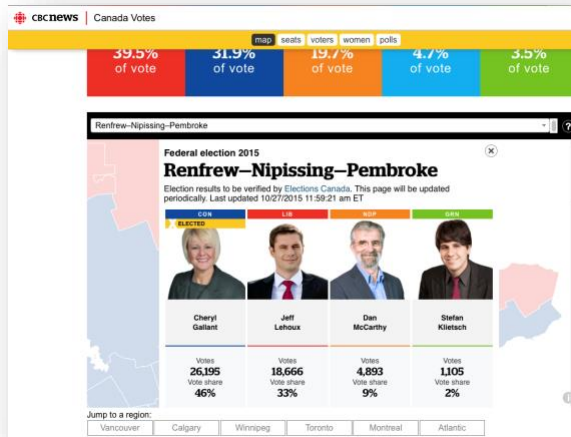 CBCNEWS | Canada Votes
map seats voters women polls
39.5% 31.9% 19.7% 4.7% 3.5%
of vote of vote of vote of vote of vote
Renfrew–Nipissing–Pembroke ?
Federal election 2015
Renfrew–Nipissing–Pembroke
Election results to be verified by Elections Canada. This page will be updated
periodically. Last updated 10/27/2015 11:59:21 am ET
CON LIB NDP GRN
ELECTED
Cheryl Jeff Dan Stefan
Gallant Lehoux McCarthy Klietsch
Votes Votes Votes Votes
26,195 18,666 4,893 1,105
Vote share Vote share Vote share Vote share
46% 33% 9% 2%
Jump to a region:
Vancouver Calgary Winnipeg Toronto Montreal Atlantic